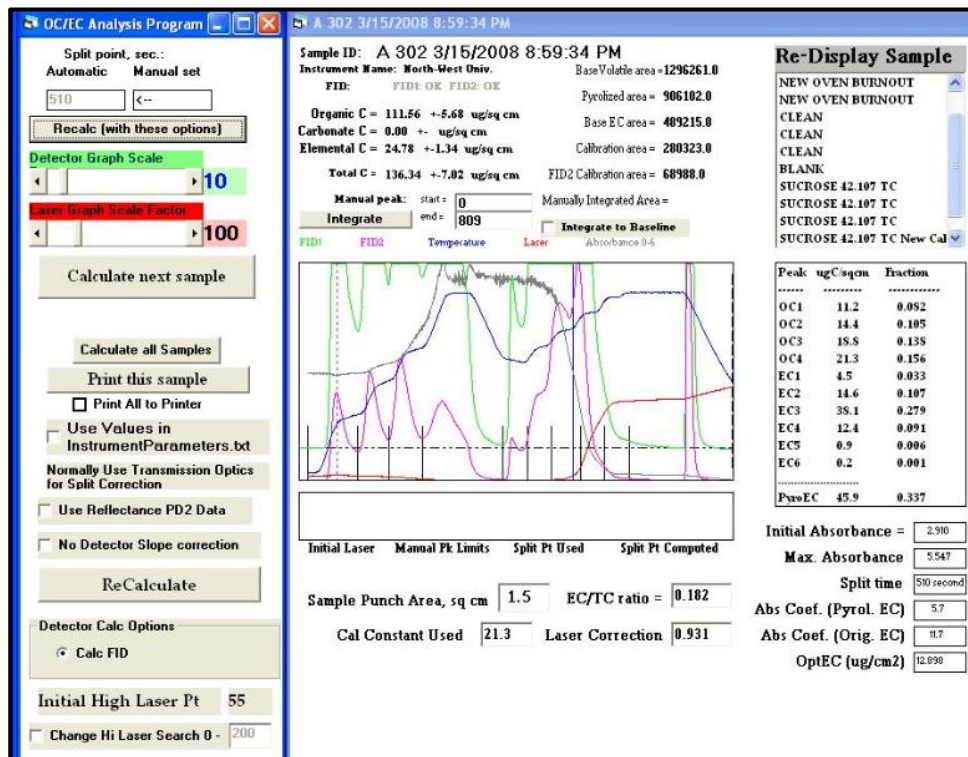 OC/EC Analysis Program
Split point, sec.:
Automatic Manual set
510 <--
Recalc (with these options)
Detector Graph Scale
10
Laser Graph Scale Factor
100
Calculate next sample
Calculate all Samples
Print this sample
Print All to Printer
Use Values in
InstrumentParameters.txt
Normally Use Transmission Optics
for Split Correction
Use Reflectance PD2 Data
No Detector Slope correction
ReCalculate
Detector Calc Options
Calc FID
Initial High Laser Pt 55
Change Hi Laser Search 0 - 200
A 302 3/15/2008 8:59:34 PM
Sample ID: A 302 3/15/2008 8:59:34 PM
Instrument Name: North-West Univ.
FID: FID1: OK FID2: OK
Organic C = 111.56 +-5.68 ug/sq cm
Carbonate C = 0.00 +- ug/sq cm
Elemental C = 24.78 +-1.34 ug/sq cm
Total C = 136.34 +-7.02 ug/sq cm
Base Volatile area =1296261.0
Pyrolized area = 906102.0
Base EC area = 489215.0
Calibration area = 280323.0
FID2 Calibration area = 68988.0
Manual peak: start = 0
Integrate end = 809
Manually Integrated Area =
Integrate to Baseline
FID1 FID2 Temperature Laser Absorbance 0-6
Initial Laser Manual Pk Limits Split Pt Used Split Pt Computed
Sample Punch Area, sq cm 1.5 EC/TC ratio = 0.182
Cal Constant Used 21.3 Laser Correction 0.931
Re-Display Sample
NEW OVEN BURNOUT
NEW OVEN BURNOUT
CLEAN
CLEAN
CLEAN
BLANK
SUCROSE 42.107 TC
SUCROSE 42.107 TC
SUCROSE 42.107 TC
SUCROSE 42.107 TC New Cal
Peak ugC/sqcm Fraction
------ --------- ------------
OC1 11.2 0.082
OC2 14.4 0.105
OC3 18.8 0.138
OC4 21.3 0.156
EC1 4.5 0.033
EC2 14.6 0.107
EC3 38.1 0.279
EC4 12.4 0.091
EC5 0.9 0.006
EC6 0.2 0.001
----------------------
PyroEC 45.9 0.337
Initial Absorbance = 2.910
Max. Absorbance 5.547
Split time 510 second
Abs Coef. (Pyrol. EC) 5.7
Abs Coef. (Orig. EC) 11.7
OptEC (ug/cm2) 12.898